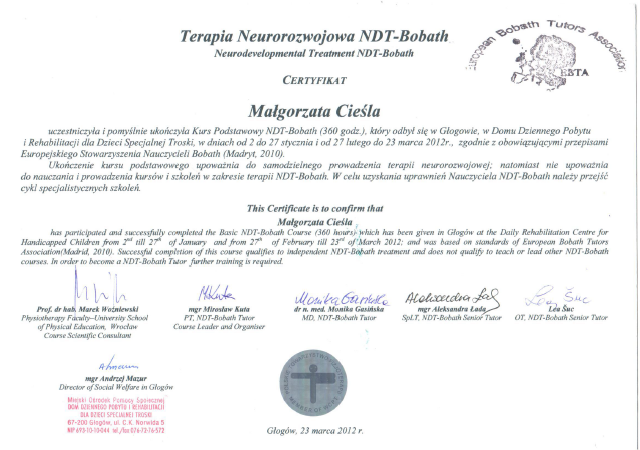 Terapia Neurorozwojowa NDT-Bobath
Neurodevelopmental Treatment NDT-Bobath
European Bobath Tutors Association
EBTA
CERTYFIKAT
Małgorzata Cieśla
uczestniczyła i pomyślnie ukończyła Kurs Podstawowy NDT-Bobath (360 godz.), który odbył się w Głogowie, w Domu Dziennego Pobytu
i Rehabilitacji dla Dzieci Specjalnej Troski, w dniach od 2 do 27 stycznia i od 27 lutego do 23 marca 2012r., zgodnie z obowiązującymi przepisami
Europejskiego Stowarzyszenia Nauczycieli Bobath (Madryt, 2010).
Ukończenie kursu podstawowego upoważnia do samodzielnego prowadzenia terapii neurorozwojowej; natomiast nie upoważnia
do nauczania i prowadzenia kursów i szkoleń w zakresie terapii NDT-Bobath. W celu uzyskania uprawnień Nauczyciela NDT-Bobath należy przejść
cykl specjalistycznych szkoleń.
This Certificate is to confirm that
Małgorzata Cieśla
has participated and successfully completed the Basic NDT-Bobath Course (360 hours) which has been given in Głogów at the Daily Rehabilitation Centre for
Handicapped Children from 2nd till 27th of January and from 27th of February till 23rd of March 2012; and was based on standards of European Bobath Tutors
Association(Madrid, 2010). Successful completion of this course qualifies to independent NDT-Bobath treatment and does not qualify to teach or lead other NDT-Bobath
courses. In order to become a NDT-Bobath Tutor further training is required.
Prof. dr hab. Marek Woźniewski
Physiotherapy Faculty–University School
of Physical Education, Wrocław
Course Scientific Consultant
MKuta
mgr Mirosław Kuta
PT, NDT-Bobath Tutor
Course Leader and Organiser
Monika Gasińska
dr n. med. Monika Gasińska
MD, NDT-Bobath Tutor
Aleksandra Łada
mgr Aleksandra Łada
SpLT, NDT-Bobath Senior Tutor
Lea Šuc
Léa Šuc
OT, NDT-Bobath Senior Tutor
mgr Andrzej Mazur
Director of Social Welfare in Głogów
Miejski Ośrodek Pomocy Społecznej
DOM DZIENNEGO POBYTU I REHABILITACJI
DLA DZIECI SPECJALNEJ TROSKI
67-200 Głogów, ul. C.K. Norwida 5
NIP 693-10-10-044 tel./fax 076-72-76-572
Głogów, 23 marca 2012 r.